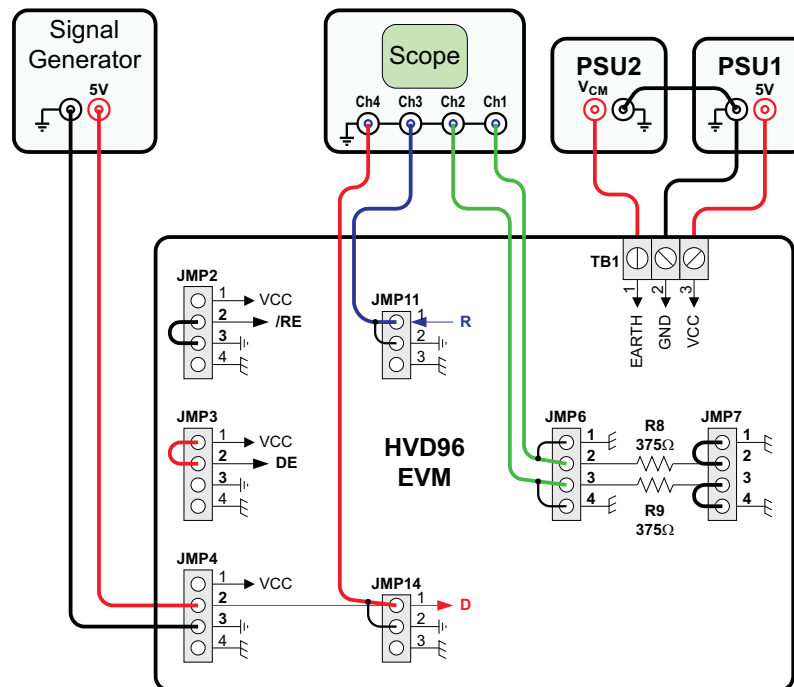 Signal
Generator
5V
Scope
Ch4 Ch3 Ch2 Ch1
PSU2
VCM
PSU1
5V
TB1
1 2 3
EARTH
GND
VCC
JMP2
1 VCC
2 /RE
3
4
JMP11
1 R
2
3
JMP3
1 VCC
2 DE
3
4
HVD96
EVM
JMP6
1
2
3
4
R8
375Ω
R9
375Ω
JMP7
1
2
3
4
JMP4
1 VCC
2
3
4
JMP14
1 D
2
3